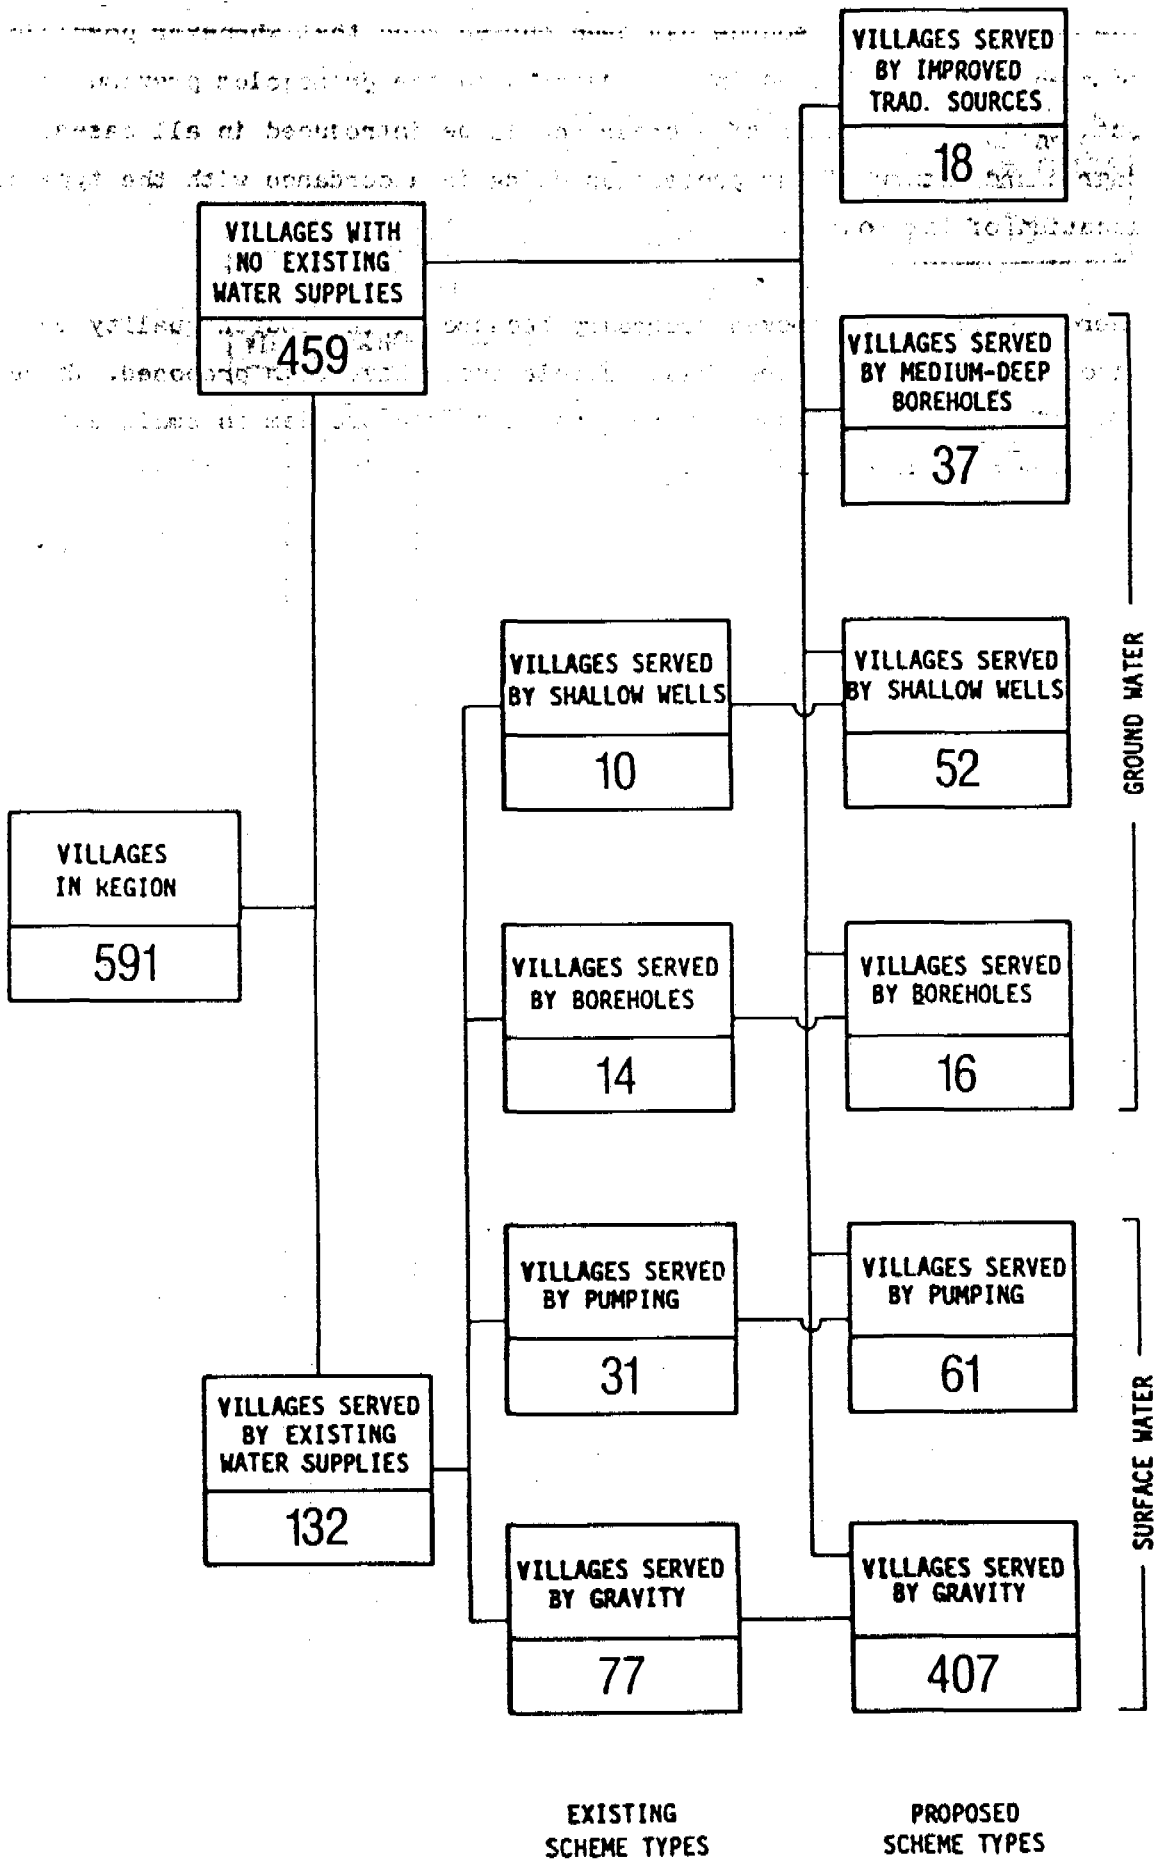 VILLAGES SERVED
BY IMPROVED
TRAD. SOURCES
18
VILLAGES WITH
NO EXISTING
WATER SUPPLIES
459
VILLAGES SERVED
BY MEDIUM-DEEP
BOREHOLES
37
VILLAGES SERVED
BY SHALLOW WELLS
10
VILLAGES SERVED
BY SHALLOW WELLS
52
GROUND WATER
VILLAGES
IN REGION
591
VILLAGES SERVED
BY BOREHOLES
14
VILLAGES SERVED
BY BOREHOLES
16
VILLAGES SERVED
BY PUMPING
31
VILLAGES SERVED
BY PUMPING
61
VILLAGES SERVED
BY EXISTING
WATER SUPPLIES
132
SURFACE WATER
VILLAGES SERVED
BY GRAVITY
77
VILLAGES SERVED
BY GRAVITY
407
EXISTING
SCHEME TYPES
PROPOSED
SCHEME TYPES